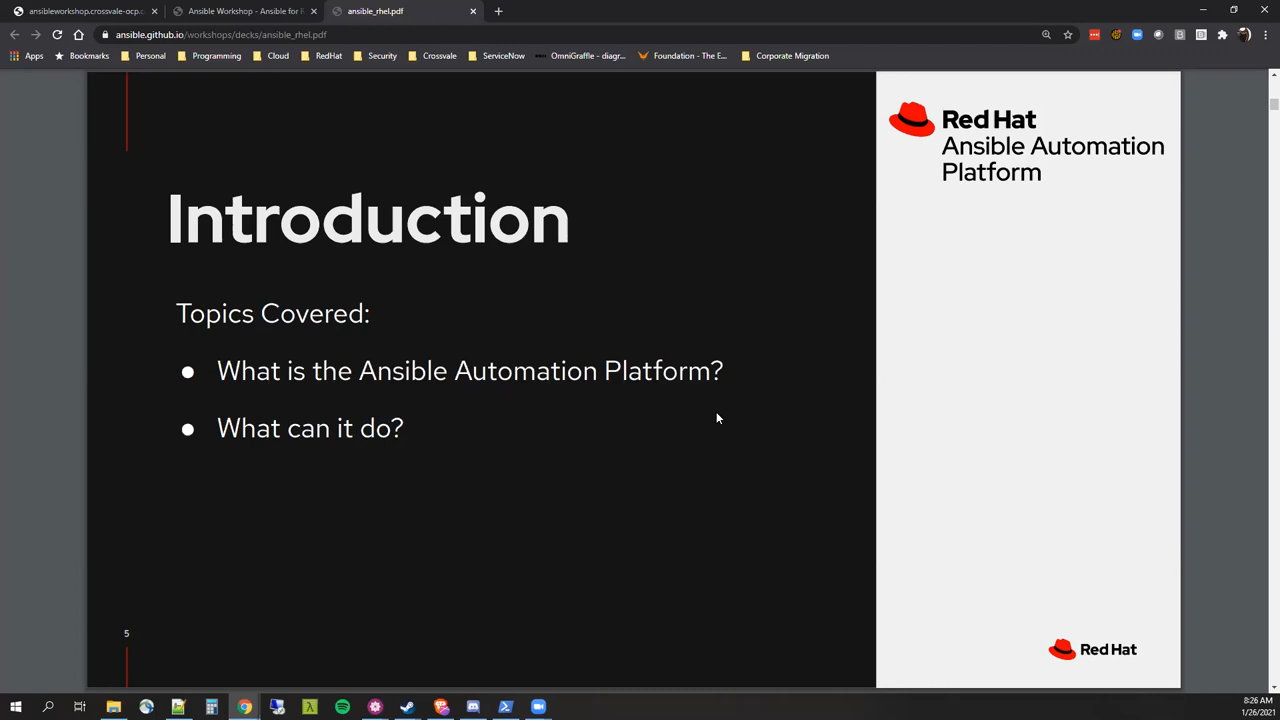 ansibleworkshop.crossvale-ocp.c
Ansible Workshop - Ansible for
ansible_rhel.pdf
ansible.github.io/workshops/decks/ansible_rhel.pdf
Apps
Bookmarks
Personal
Programming
Cloud
RedHat
Security
Crossvale
ServiceNow
OmniGraffle - diagr...
Foundation - The E...
Corporate Migration
Red Hat
Ansible Automation
Platform
Introduction
Topics Covered:
● What is the Ansible Automation Platform?
● What can it do?
5
Red Hat
8:26 AM
1/26/2021